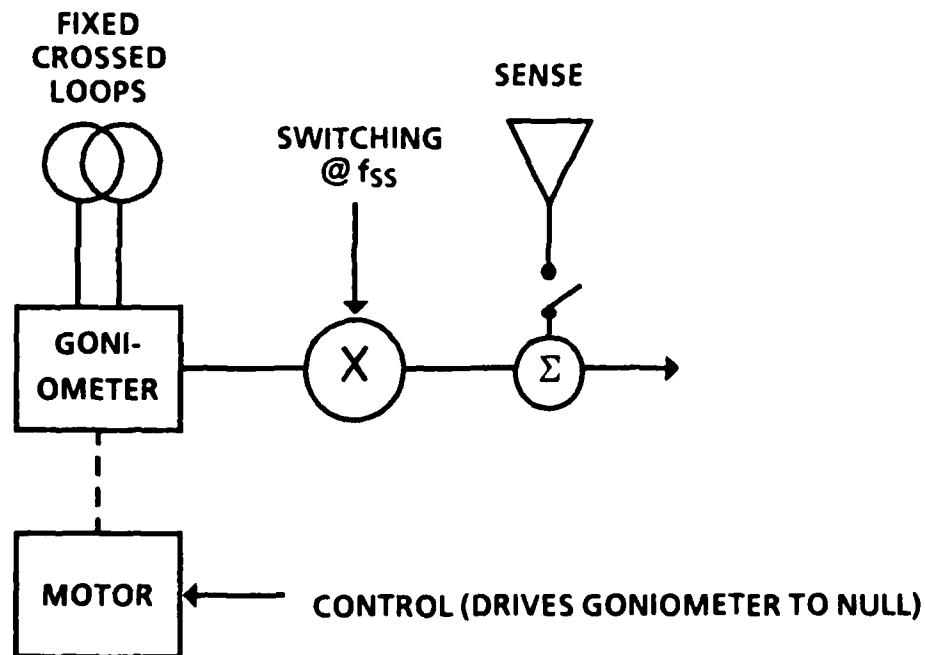 FIXED
CROSSED
LOOPS
SENSE
SWITCHING
@ fSS
GONI-
OMETER
X
Σ
MOTOR
CONTROL (DRIVES GONIOMETER TO NULL)